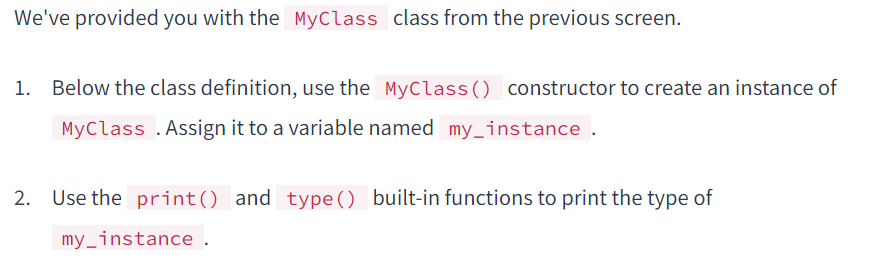 We've provided you with the MyClass class from the previous screen.
1. Below the class definition, use the MyClass() constructor to create an instance of
MyClass . Assign it to a variable named my_instance .
2. Use the print() and type() built-in functions to print the type of
my_instance .